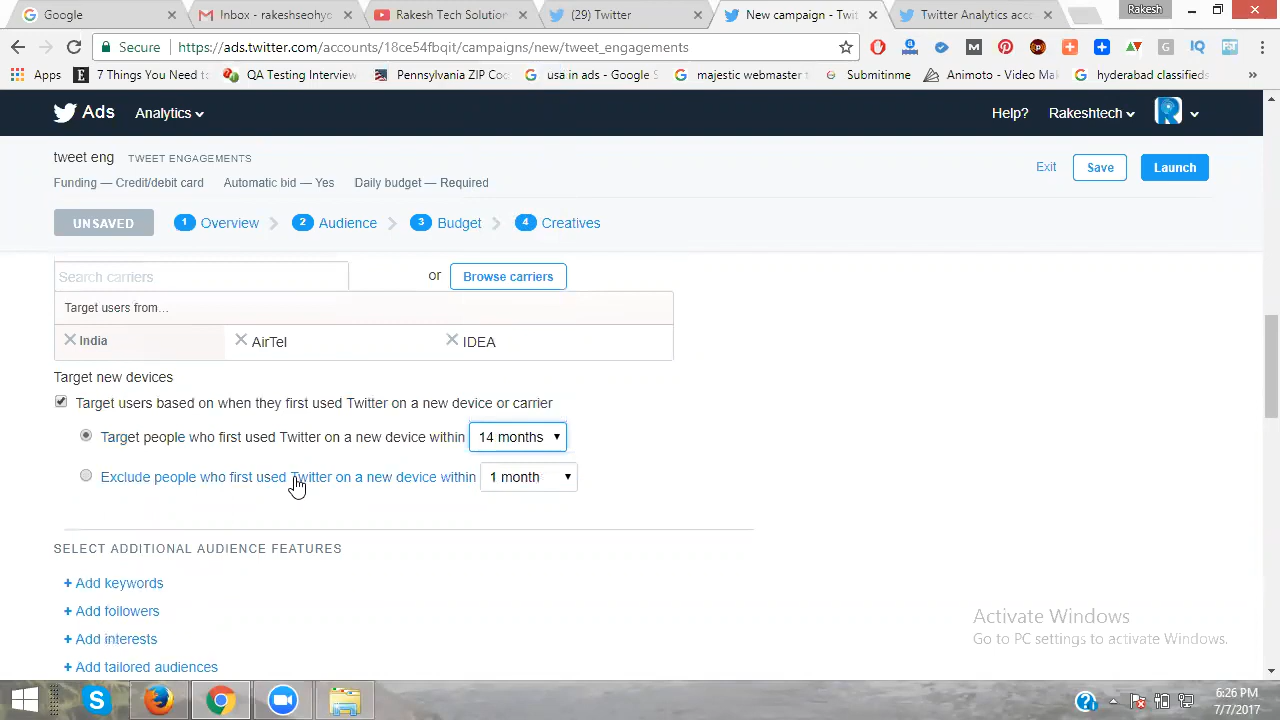 Google
Inbox - rakeshseohy
Rakesh Tech Solution
(29) Twitter
New campaign - Twit
Twitter Analytics acc
Rakesh
Secure
https://ads.twitter.com/account/18ce54fbqit/campaigns/new/tweet_engagements
Apps
7 Things You Need t
QA Testing Interview
Pennsylvania ZIP Co
usa in ads - Google S
majestic webmaster
Submitinme
Animoto - Video Ma
hyderabad classified
Ads
Analytics
Help?
Rakeshtech
tweet eng TWEET ENGAGEMENTS
Exit
Save
Launch
Funding — Credit/debit card
Automatic bid — Yes
Daily budget — Required
UNSAVED
1 Overview
2 Audience
3 Budget
4 Creatives
Search carriers
or
Browse carriers
Target users from...
India
AirTel
IDEA
Target new devices
Target users based on when they first used Twitter on a new device or carrier
Target people who first used Twitter on a new device within 14 months
Exclude people who first used Twitter on a new device within 1 month
SELECT ADDITIONAL AUDIENCE FEATURES
+ Add keywords
+ Add followers
+ Add interests
+ Add tailored audiences
Activate Windows
Go to PC settings to activate Windows.
6:26 PM
7/7/2017